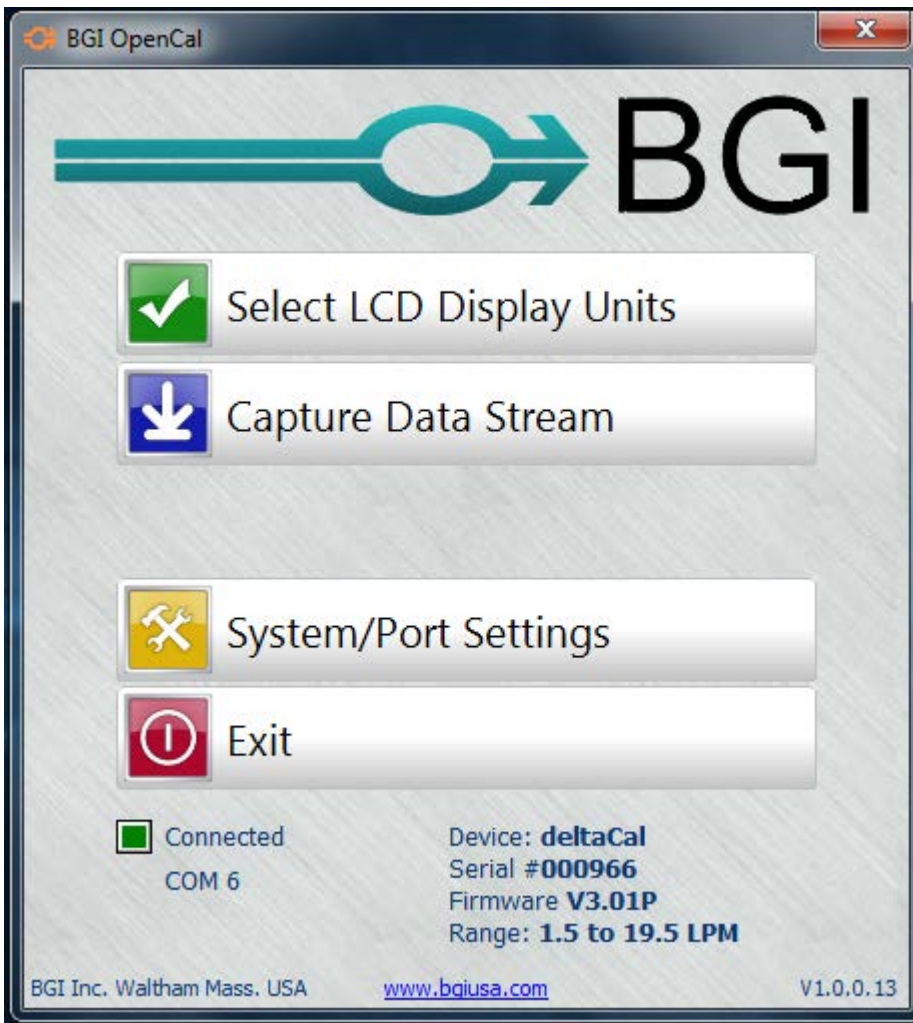 BGI OpenCal
BGI
Select LCD Display Units
Capture Data Stream
System/Port Settings
Exit
Connected
COM 6
Device: deltaCal
Serial #000966
Firmware V3.01P
Range: 1.5 to 19.5 LPM
BGI Inc. Waltham Mass. USA
www.bgiusa.com
V1.0.0.13